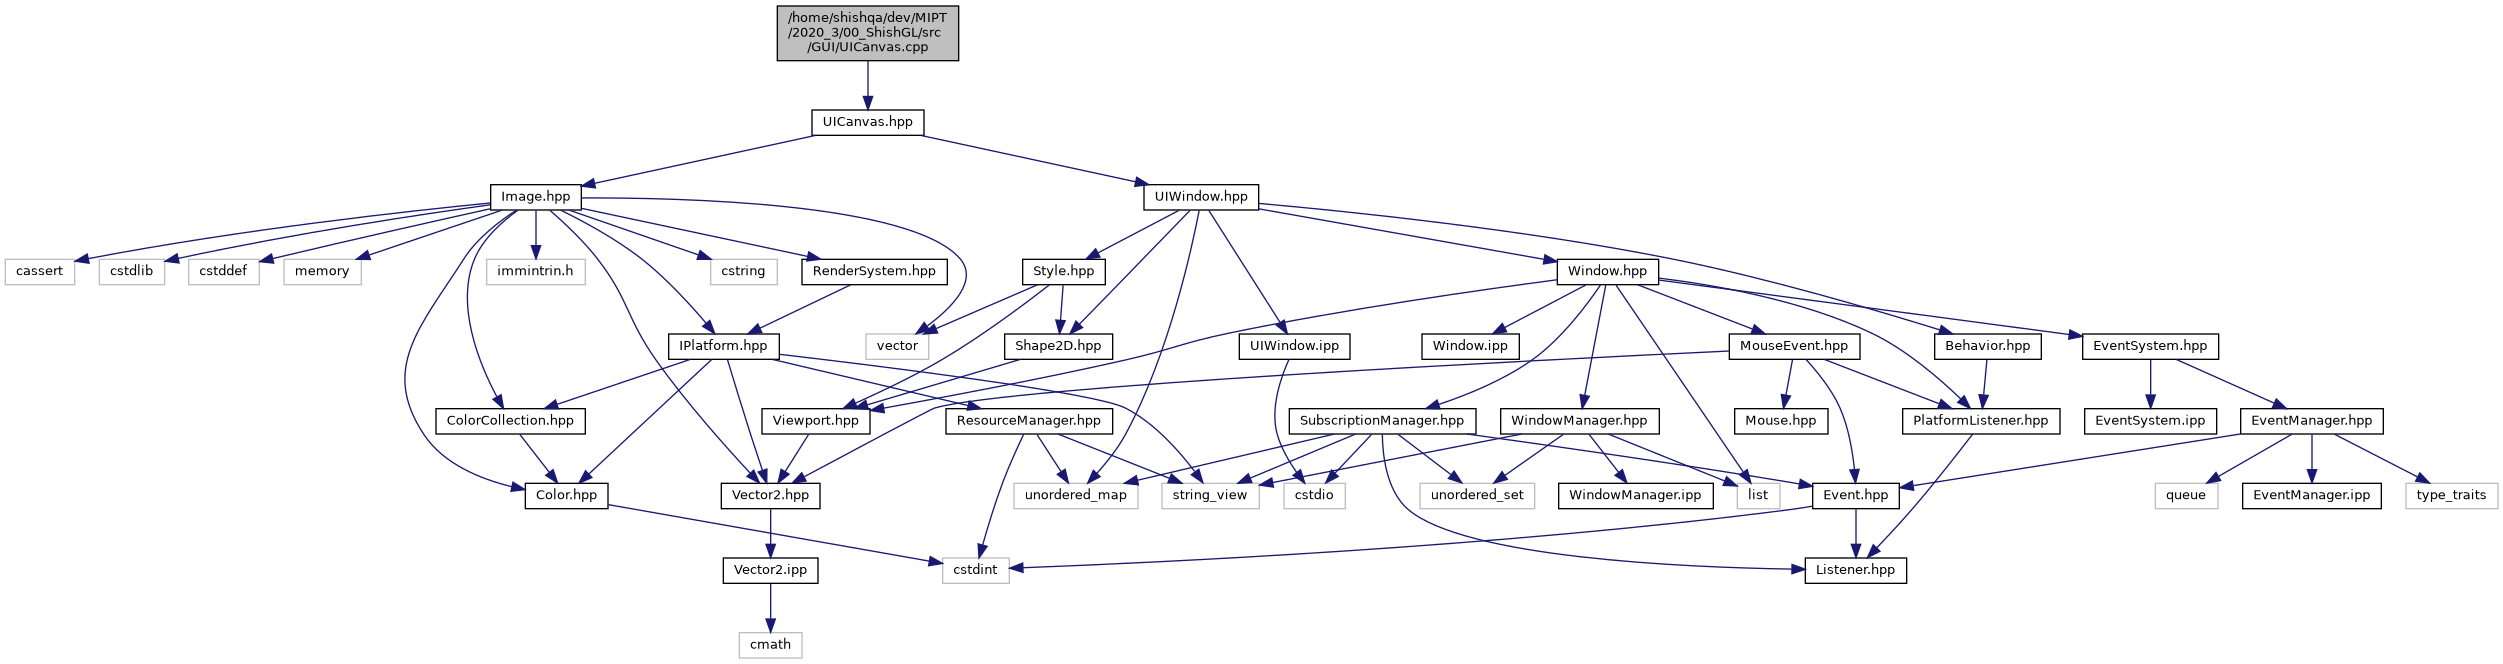 /home/shishqa/dev/MIPT
/2020_3/00_ShishGL/src
/GUI/UICanvas.cpp
UICanvas.hpp
Image.hpp
UIWindow.hpp
cassert
cstdlib
cstddef
memory
immintrin.h
cstring
RenderSystem.hpp
Style.hpp
Window.hpp
IPlatform.hpp
vector
Shape2D.hpp
UIWindow.ipp
Window.ipp
MouseEvent.hpp
Behavior.hpp
EventSystem.hpp
ColorCollection.hpp
Viewport.hpp
ResourceManager.hpp
SubscriptionManager.hpp
WindowManager.hpp
Mouse.hpp
PlatformListener.hpp
EventSystem.ipp
EventManager.hpp
Color.hpp
Vector2.hpp
unordered_map
string_view
cstdio
unordered_set
WindowManager.ipp
list
Event.hpp
queue
EventManager.ipp
type_traits
Vector2.ipp
cstdint
Listener.hpp
cmath